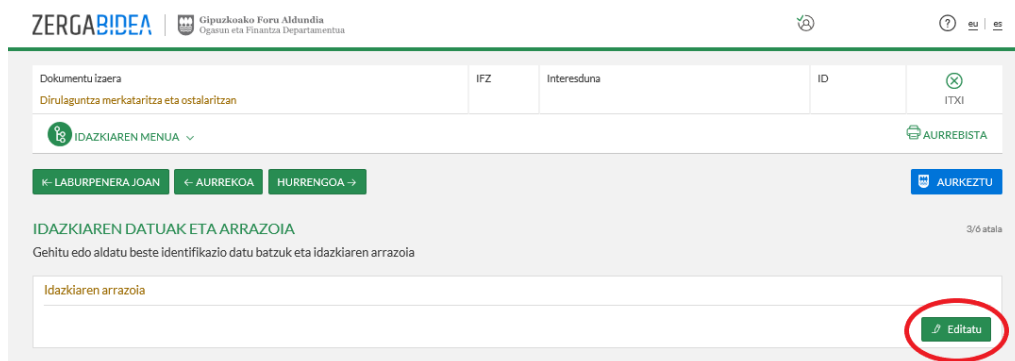 ZERGABIDEA
Gipuzkoako Foru Aldundia
Ogasun eta Finantza Departamentua
? eu | es
Dokumentu izaera
Dirulaguntza merkataritza eta ostalaritzan
IFZ
Interesduna
ID
ITXI
IDAZKIAREN MENUA
AURREBISTA
LABURPENERA JOAN
← AURREKOA
HURRENGOA →
AURKEZTU
IDAZKIAREN DATUAK ETA ARRAZOIA
3/6 atala
Gehitu edo aldatu beste identifikazio datu batzuk eta idazkiaren arrazoia
Idazkiaren arrazoia
Editatu